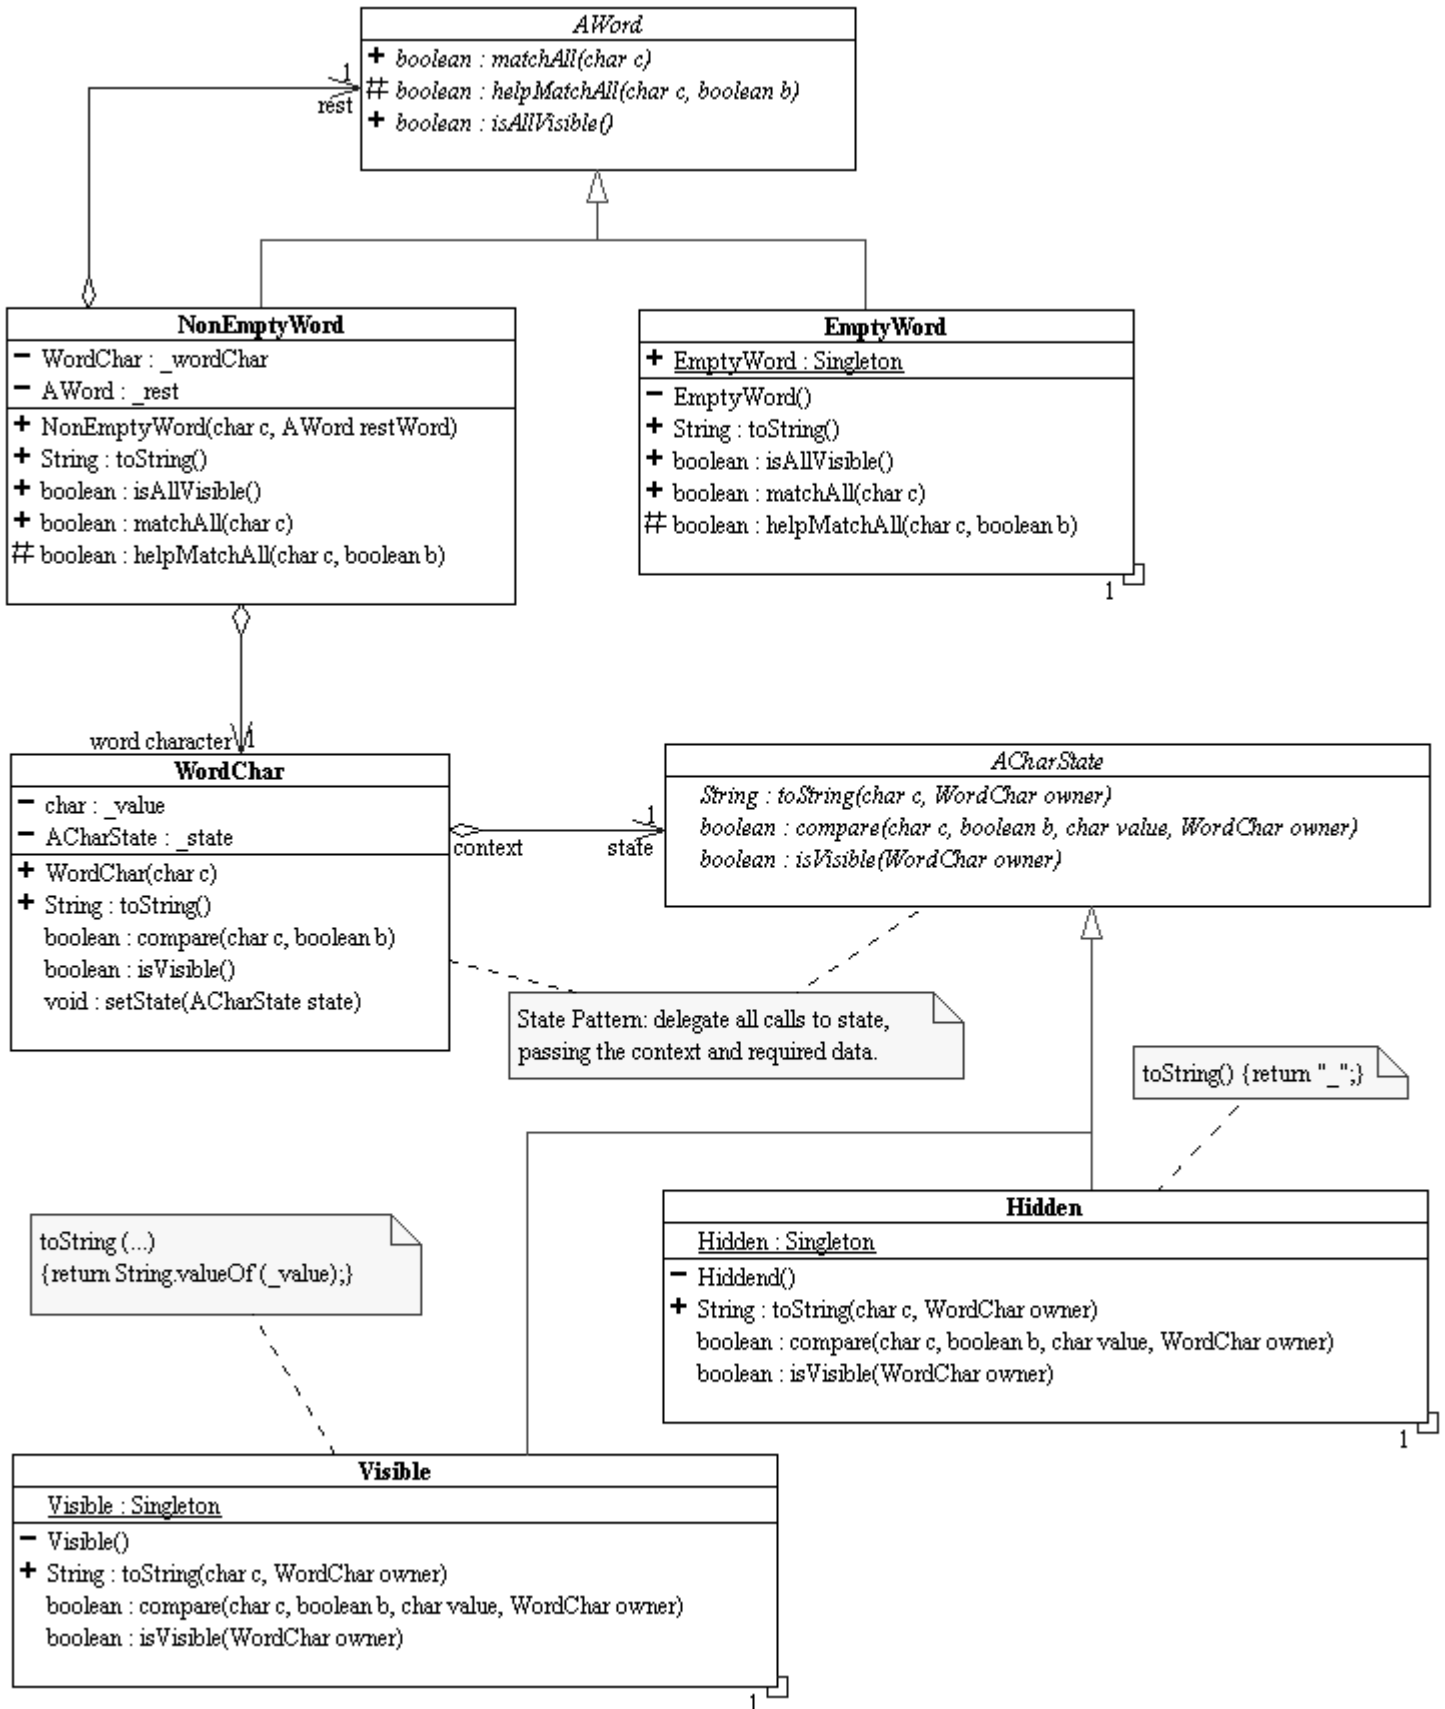 AWord
+ boolean : matchAll(char c)
# boolean : helpMatchAll(char c, boolean b)
+ boolean : isAllVisible()
1
rest
NonEmptyWord
- WordChar : _wordChar
- AWord : _rest
+ NonEmptyWord(char c, AWord restWord)
+ String : toString()
+ boolean : isAllVisible()
+ boolean : matchAll(char c)
# boolean : helpMatchAll(char c, boolean b)
EmptyWord
+ EmptyWord : Singleton
- EmptyWord()
+ String : toString()
+ boolean : isAllVisible()
+ boolean : matchAll(char c)
# boolean : helpMatchAll(char c, boolean b)
1
word character 1
WordChar
- char : _value
- ACharState : _state
+ WordChar(char c)
+ String : toString()
boolean : compare(char c, boolean b)
boolean : isVisible()
void : setState(ACharState state)
context
1
state
ACharState
String : toString(char c, WordChar owner)
boolean : compare(char c, boolean b, char value, WordChar owner)
boolean : isVisible(WordChar owner)
State Pattern: delegate all calls to state,
passing the context and required data.
toString() {return "_";}
Hidden
Hidden : Singleton
- Hiddend()
+ String : toString(char c, WordChar owner)
boolean : compare(char c, boolean b, char value, WordChar owner)
boolean : isVisible(WordChar owner)
1
toString (...)
{return String.valueOf (_value);}
Visible
Visible : Singleton
- Visible()
+ String : toString(char c, WordChar owner)
boolean : compare(char c, boolean b, char value, WordChar owner)
boolean : isVisible(WordChar owner)
1